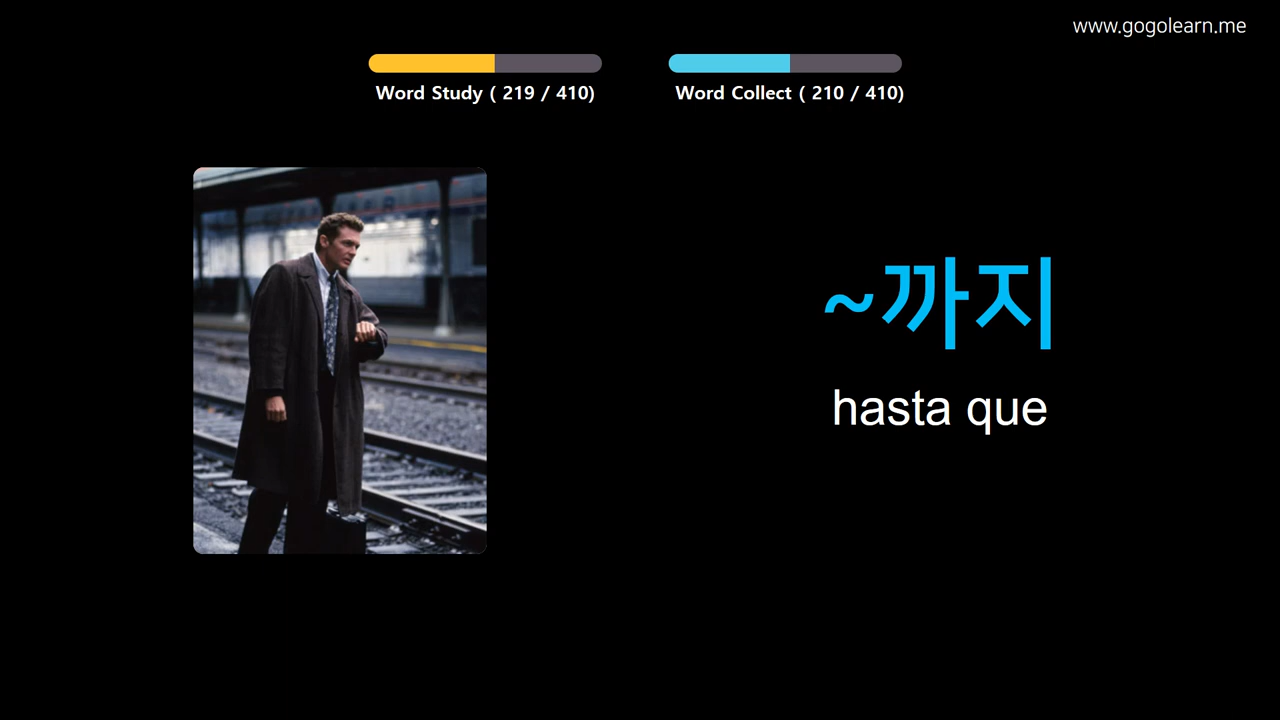 www.gogolearn.me
Word Study ( 219 / 410)
Word Collect ( 210 / 410)
~까지
hasta que